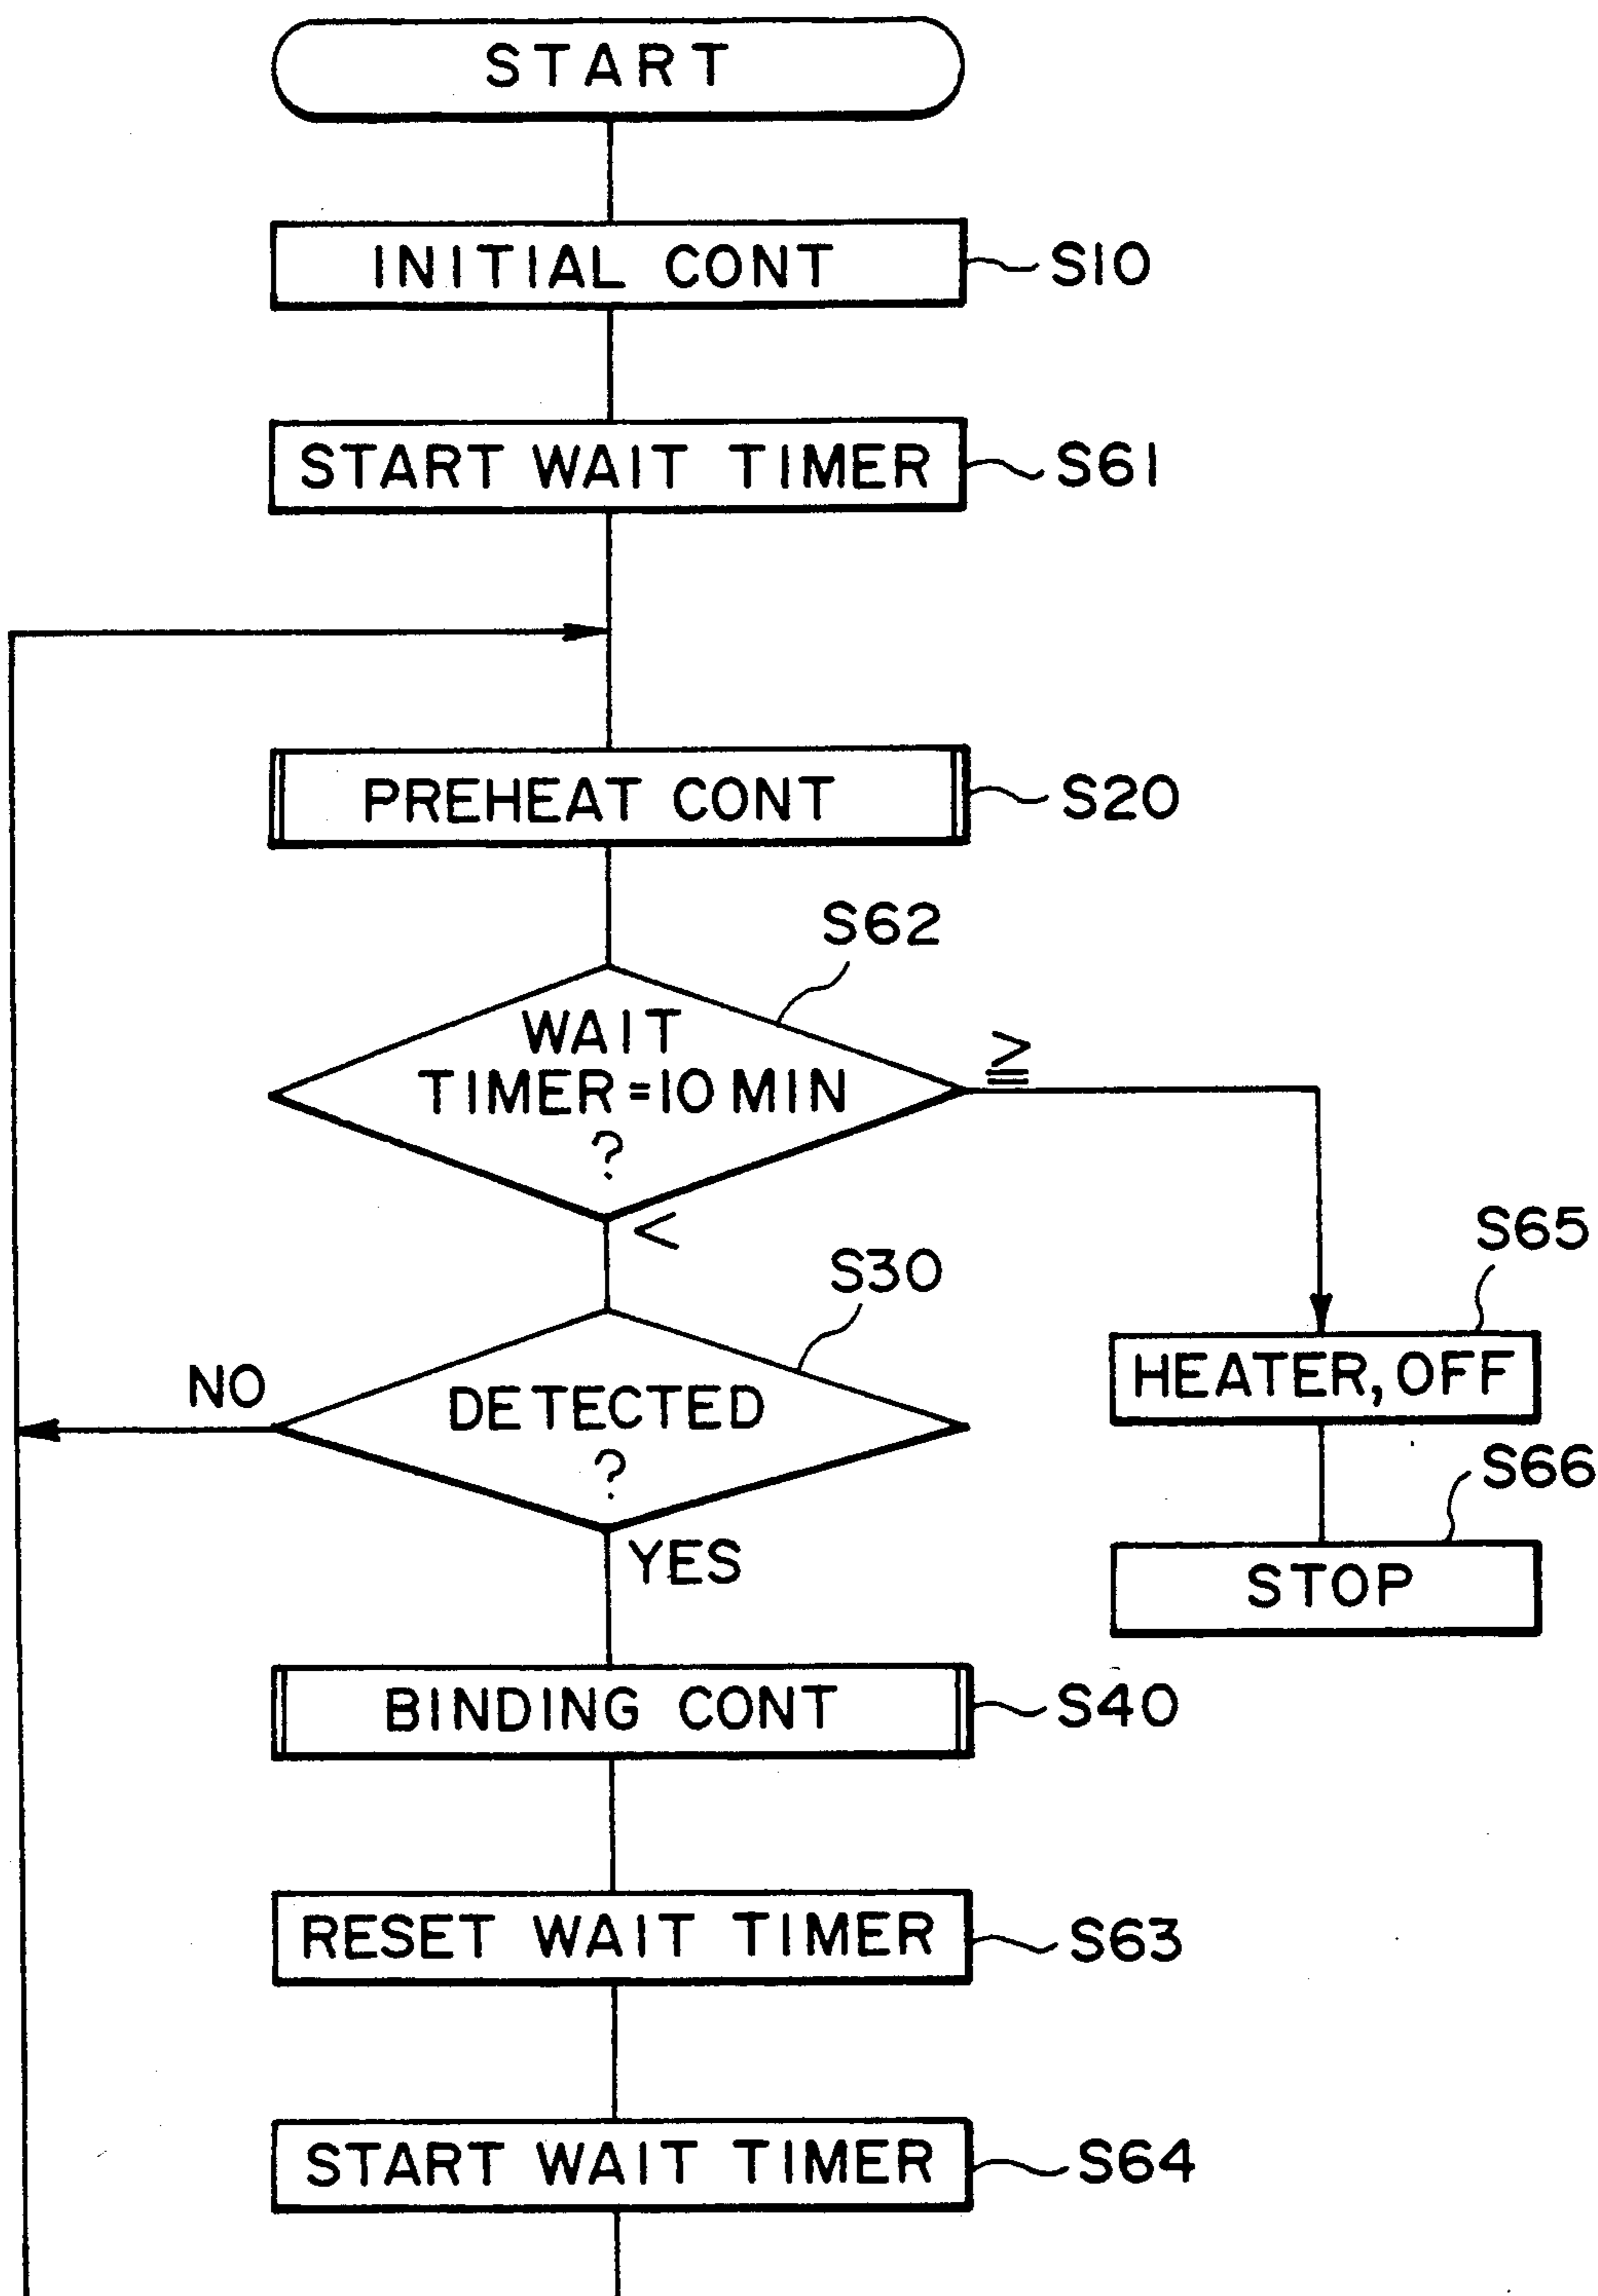 START
INITIAL CONT
S10
START WAIT TIMER
S61
PREHEAT CONT
S20
S62
WAIT
TIMER=10 MIN
?
≧
<
S30
DETECTED
?
NO
YES
S65
HEATER, OFF
S66
STOP
BINDING CONT
S40
RESET WAIT TIMER
S63
START WAIT TIMER
S64